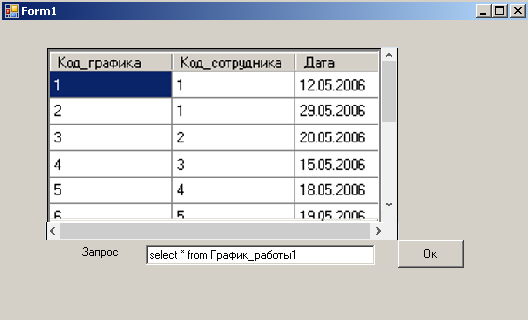 Form1
Код_графика Код_сотрудника Дата
1 1 12.05.2006
2 1 29.05.2006
3 2 20.05.2006
4 3 15.05.2006
5 4 18.05.2006
6 5 19.05.2006
Запрос select * from График_работы1 Ок